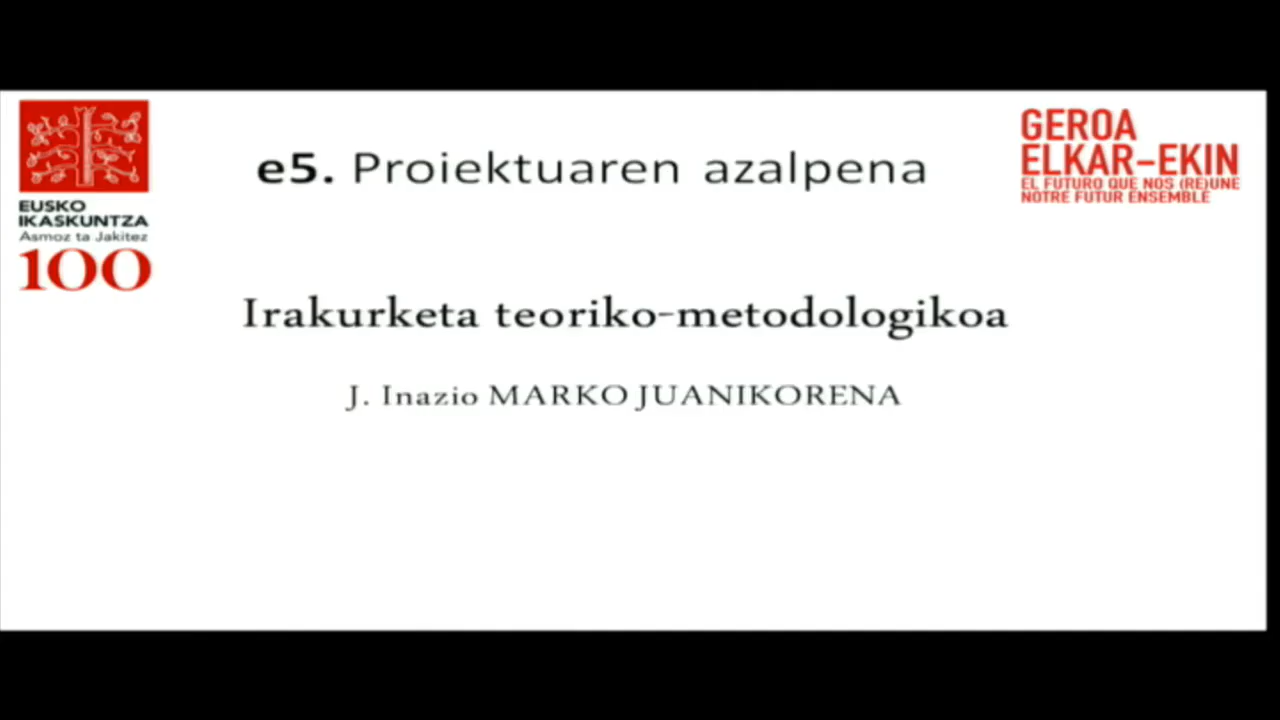 EUSKO
IKASKUNTZA
Asmoz ta Jakitez
100
e5. Proiektuaren azalpena
GEROA
ELKAR-EKIN
EL FUTURO QUE NOS (RE)UNE
NOTRE FUTUR ENSEMBLE
Irakurketa teoriko-metodologikoa
J. Inazio MARKO JUANIKORENA